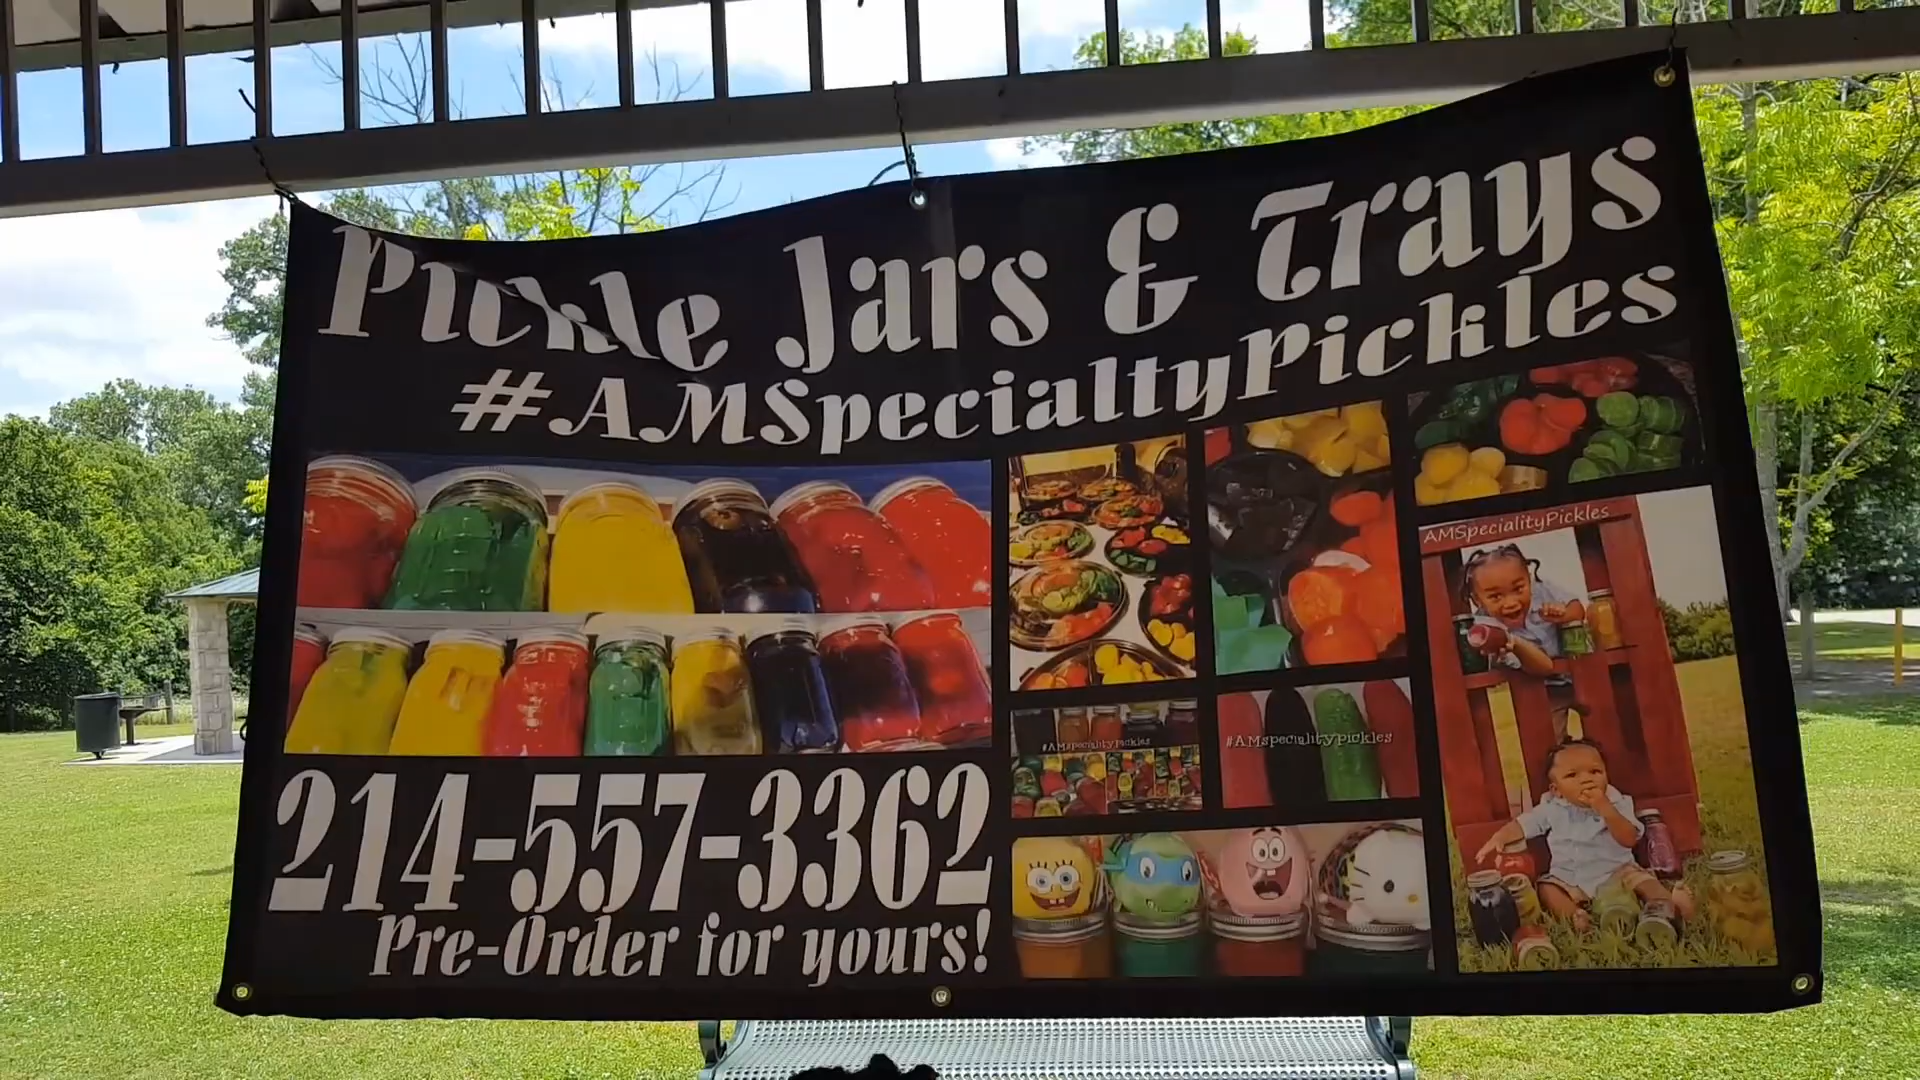 Pickle Jars & Trays
#AMSpecialtyPickles
AMSpecialityPickles
#AMspecialitypickles
#AMspecialitypickles
214-557-3362
Pre-Order for yours!